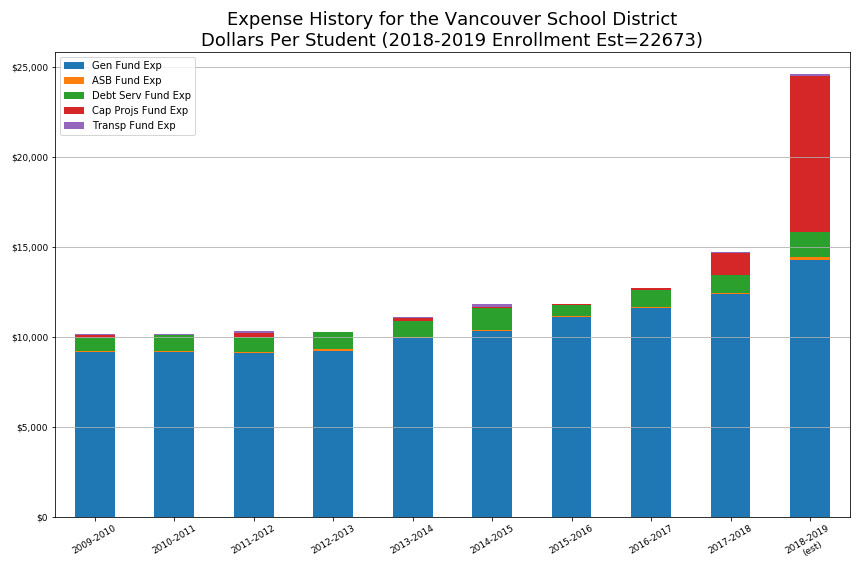 Expense History for the Vancouver School District
Dollars Per Student (2018-2019 Enrollment Est=22673)
$25,000
$20,000
$15,000
$10,000
$5,000
$0
Gen Fund Exp
ASB Fund Exp
Debt Serv Fund Exp
Cap Projs Fund Exp
Transp Fund Exp
2009-2010
2010-2011
2011-2012
2012-2013
2013-2014
2014-2015
2015-2016
2016-2017
2017-2018
2018-2019
(est)